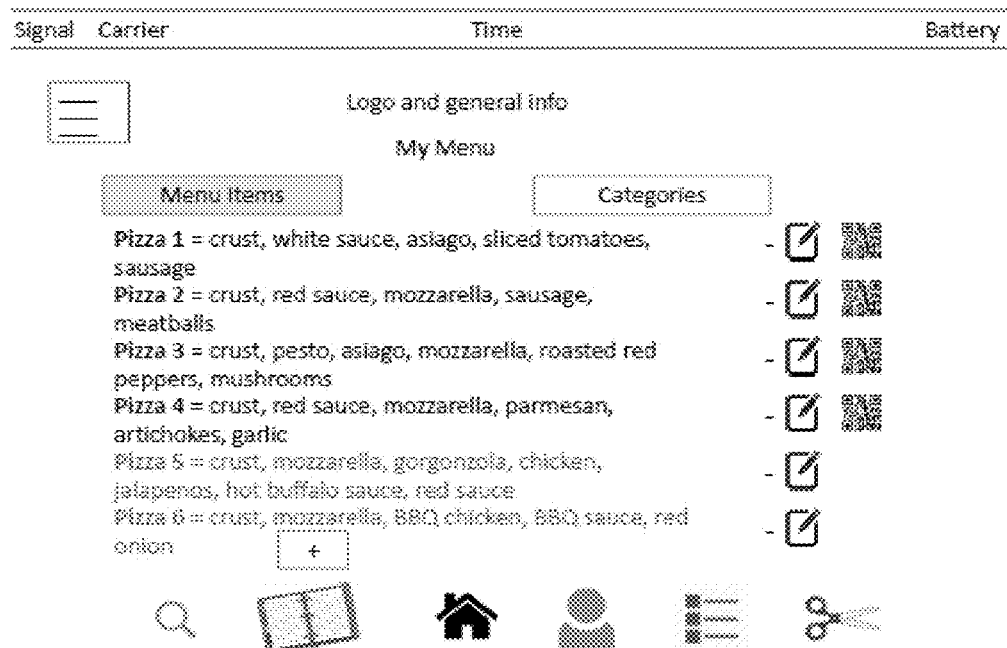 Signal Carrier Time Battery
Logo and general info
My Menu
Menu Items Categories
Pizza 1 = crust, white sauce, asiago, sliced tomatoes,
sausage
Pizza 2 = crust, red sauce, mozzarella, sausage,
meatballs
Pizza 3 = crust, pesto, asiago, mozzarella, roasted red
peppers, mushrooms
Pizza 4 = crust, red sauce, mozzarella, parmesan,
artichokes, garlic
Pizza 5 = crust, mozzarella, gorgonzola, chicken,
jalapenos, hot buffalo sauce, red sauce
Pizza 6 = crust, mozzarella, BBQ chicken, BBQ sauce, red
onion +